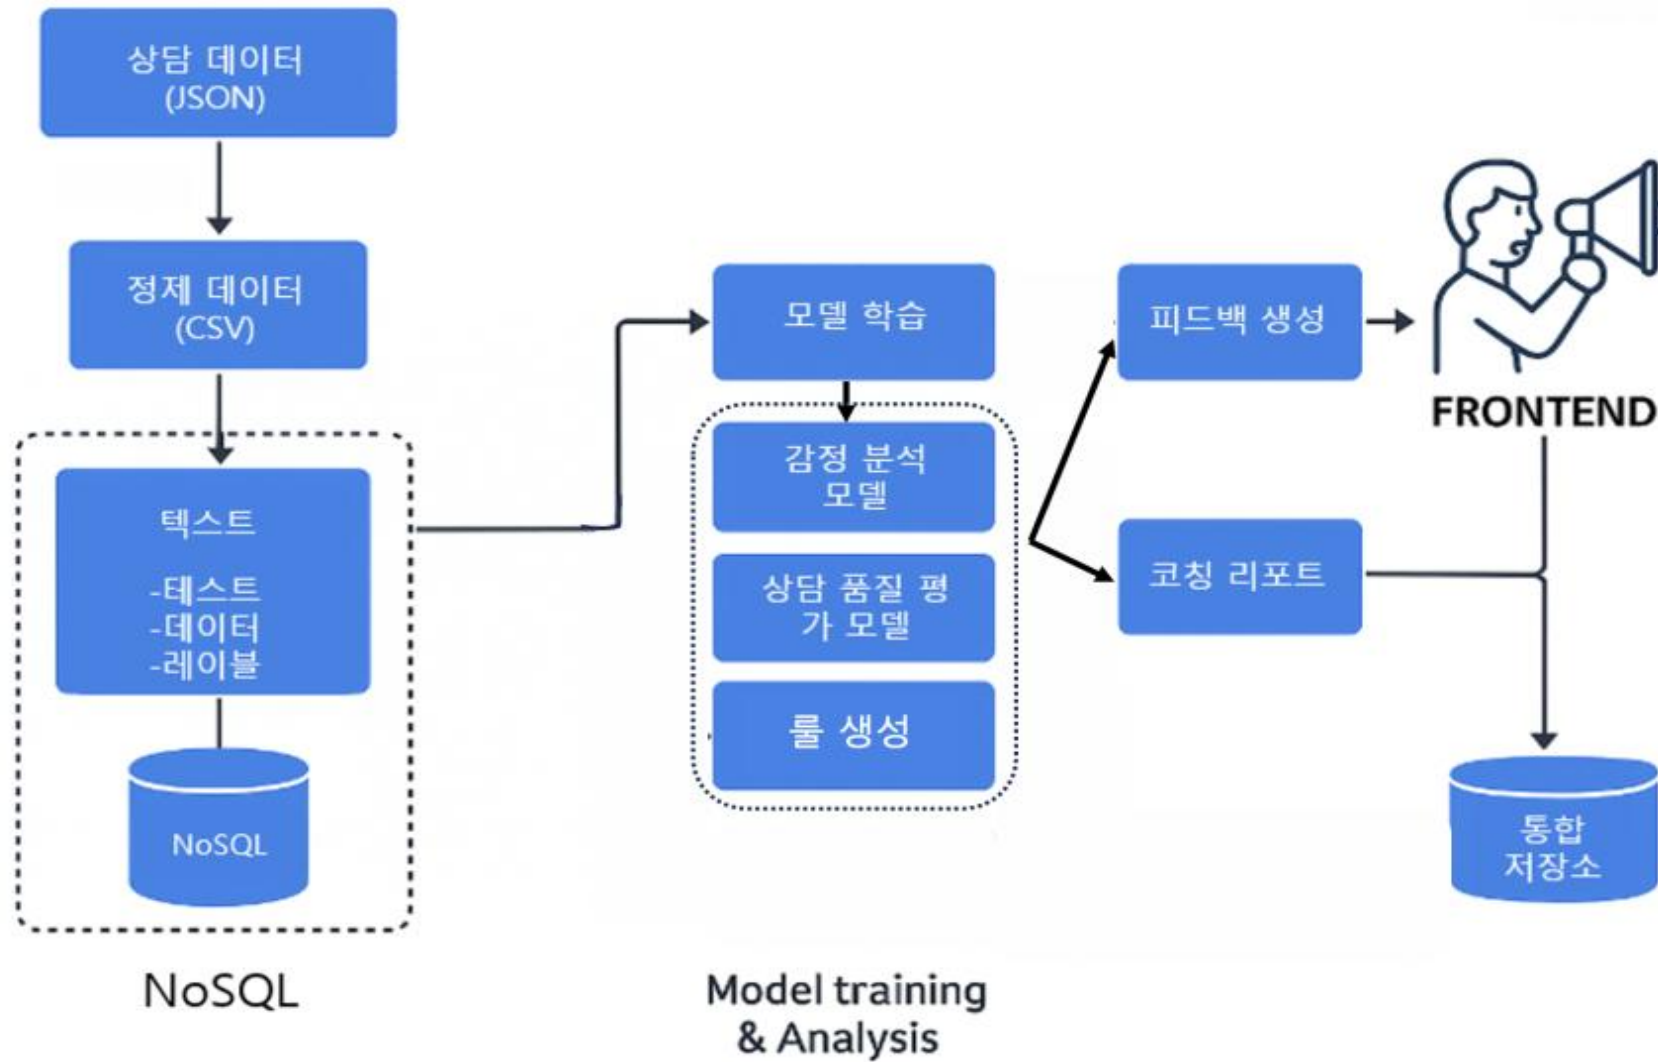 상담 데이터
(JSON)
정제 데이터
(CSV)
텍스트
-테스트
-데이터
-레이블
NoSQL
NoSQL
모델 학습
감정 분석
모델
상담 품질 평
가 모델
룰 생성
Model training
& Analysis
피드백 생성
코칭 리포트
FRONTEND
통합
저장소